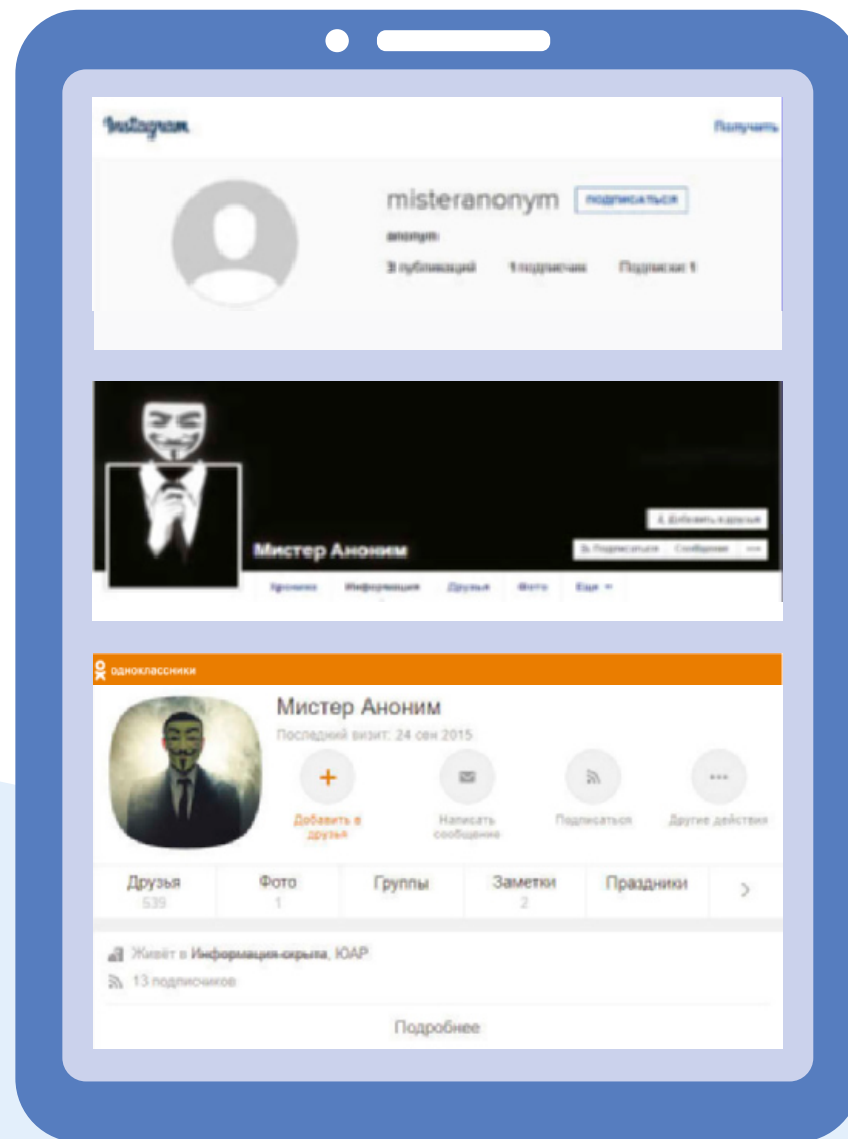 Instagram
Получить
misteranonym
ПОДПИСАТЬСЯ
anonym
3 публикаций 1 подписчик Подписки: 1
Добавить в друзья
Мистер Аноним
Подписаться Сообщение •••
Хроника Информация Друзья Фото Еще
одноклассники
Мистер Аноним
Последний визит: 24 сен 2015
Добавить в друзья
Написать сообщение
Подписаться
Другие действия
Друзья Фото Группы Заметки Праздники
539 1 2
Живёт в Информация скрыта, ЮАР
13 подписчиков
Подробнее